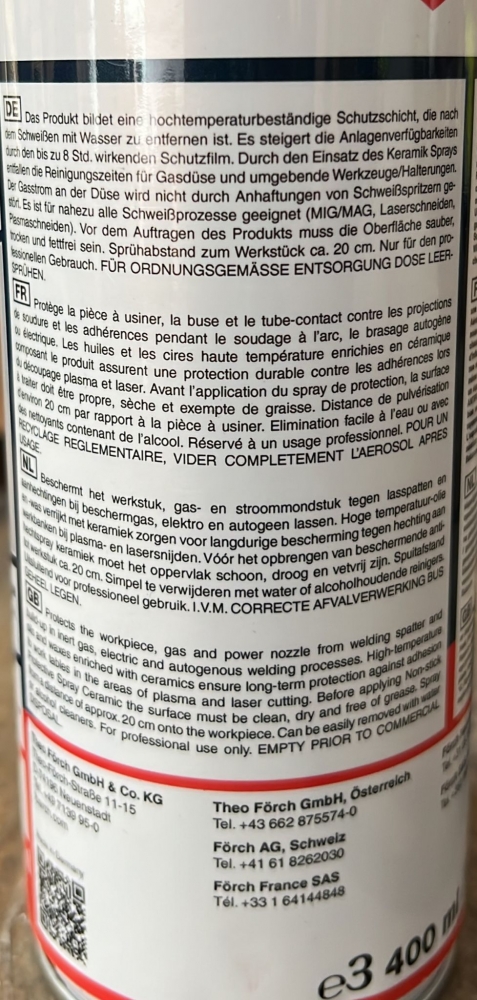 DE Das Produkt bildet eine hochtemperaturbeständige Schutzschicht, die nach
dem Schweißen mit Wasser zu entfernen ist. Es steigert die Anlagenverfügbarkeiten
durch den bis zu 8 Std. wirkenden Schutzfilm. Durch den Einsatz des Keramik Sprays
entfallen die Reinigungszeiten für Gasdüse und umgebende Werkzeuge/Halterungen.
Der Gasstrom an der Düse wird nicht durch Anhaftungen von Schweißspritzern ge-
stört. Es ist für nahezu alle Schweißprozesse geeignet (MIG/MAG, Laserschneiden,
Plasmaschneiden). Vor dem Auftragen des Produkts muss die Oberfläche sauber,
trocken und fettfrei sein. Sprühabstand zum Werkstück ca. 20 cm. Nur für den pro-
fessionellen Gebrauch. FÜR ORDNUNGSGEMÄSSE ENTSORGUNG DOSE LEER-
SPRÜHEN.
FR Protège la pièce à usiner, la buse et le tube-contact contre les projections
de soudure et les adhérences pendant le soudage à l'arc, le brasage autogène
ou électrique. Les huiles et les cires haute température enrichies en céramique
composant le produit assurent une protection durable contre les adhérences lors
du découpage plasma et laser. Avant l'application du spray de protection, la surface
à traiter doit être propre, sèche et exempte de graisse. Distance de pulvérisation
d'environ 20 cm par rapport à la pièce à usiner. Elimination facile à l'eau ou avec
des nettoyants contenant de l'alcool. Réservé à un usage professionnel. POUR UN
RECYCLAGE REGLEMENTAIRE, VIDER COMPLETEMENT L'AEROSOL APRES
USAGE.
NL Beschermt het werkstuk, gas- en stroommondstuk tegen lasspatten en
aanhechtingen bij beschermgas, elektro en autogeen lassen. Hoge temperatuur-olie
en was verrijkt met keramiek zorgen voor langdurige bescherming tegen hechting aan
werkbanken bij plasma- en lasersnijden. Vóór het opbrengen van beschermende anti-
hechtspray keramiek moet het oppervlak schoon, droog en vetvrij zijn. Spuitafstand
werkstuk ca. 20 cm. Simpel te verwijderen met water of alcoholhoudende reinigers.
Uitsluitend voor professioneel gebruik. I.V.M. CORRECTE AFVALVERWERKING BUS
GEHEEL LEGEN.
GB Protects the workpiece, gas and power nozzle from welding spatter and
build up in inert gas, electric and autogenous welding processes. High-temperature
oils and waxes enriched with ceramics ensure long-term protection against adhesion
work tables in the areas of plasma and laser cutting. Before applying Non-stick
Protective Spray Ceramic the surface must be clean, dry and free of grease. Spray
from a distance of approx. 20 cm onto the workpiece. Can be easily removed with water
or alcohol cleaners. For professional use only. EMPTY PRIOR TO COMMERCIAL
DISPOSAL.
Theo Förch GmbH & Co. KG
Theo-Förch-Straße 11-15
74196 Neuenstadt
7139 95-0
Theo Förch GmbH, Österreich
Tel. +43 662 875574-0
Förch AG, Schweiz
Tel. +41 61 8262030
Förch France SAS
Tél. +33 1 64144848
e3 400 ml